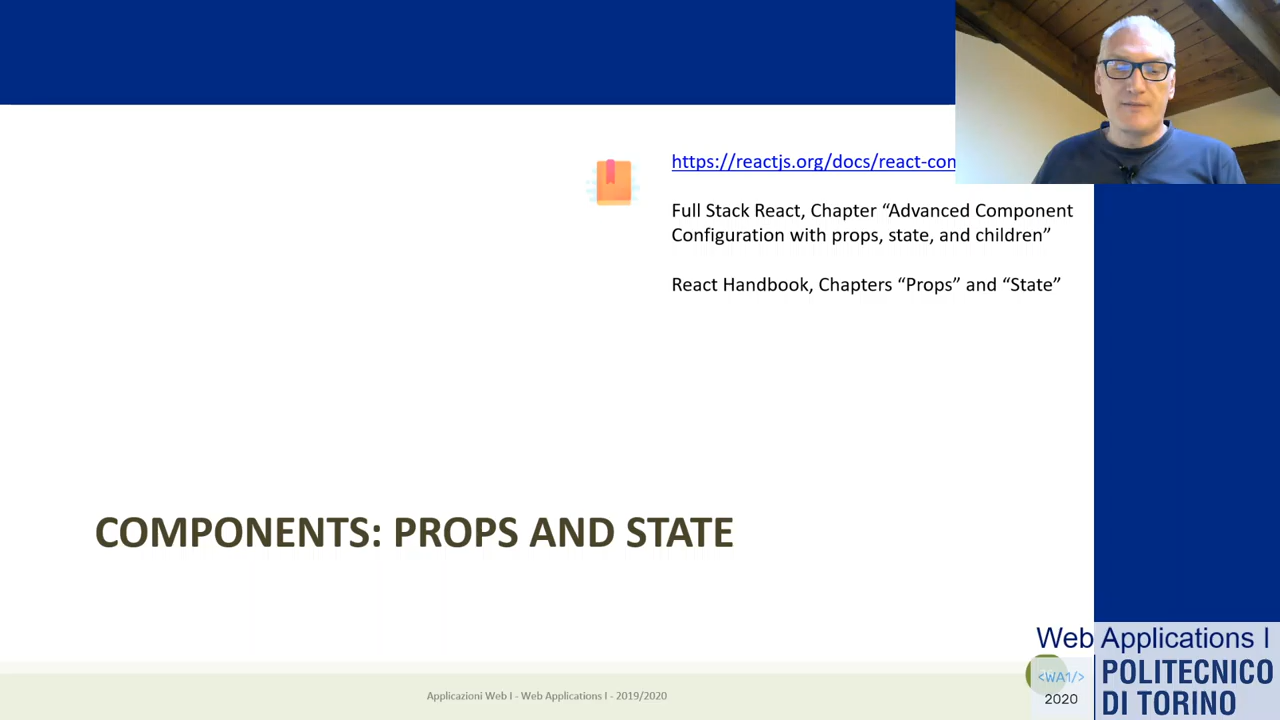 https://reactjs.org/docs/react-con
Full Stack React, Chapter “Advanced Component
Configuration with props, state, and children”
React Handbook, Chapters “Props” and “State”
COMPONENTS: PROPS AND STATE
Applicazioni Web I - Web Applications I - 2019/2020
Web Applications I
<WA1/>
2020
POLITECNICO
DI TORINO